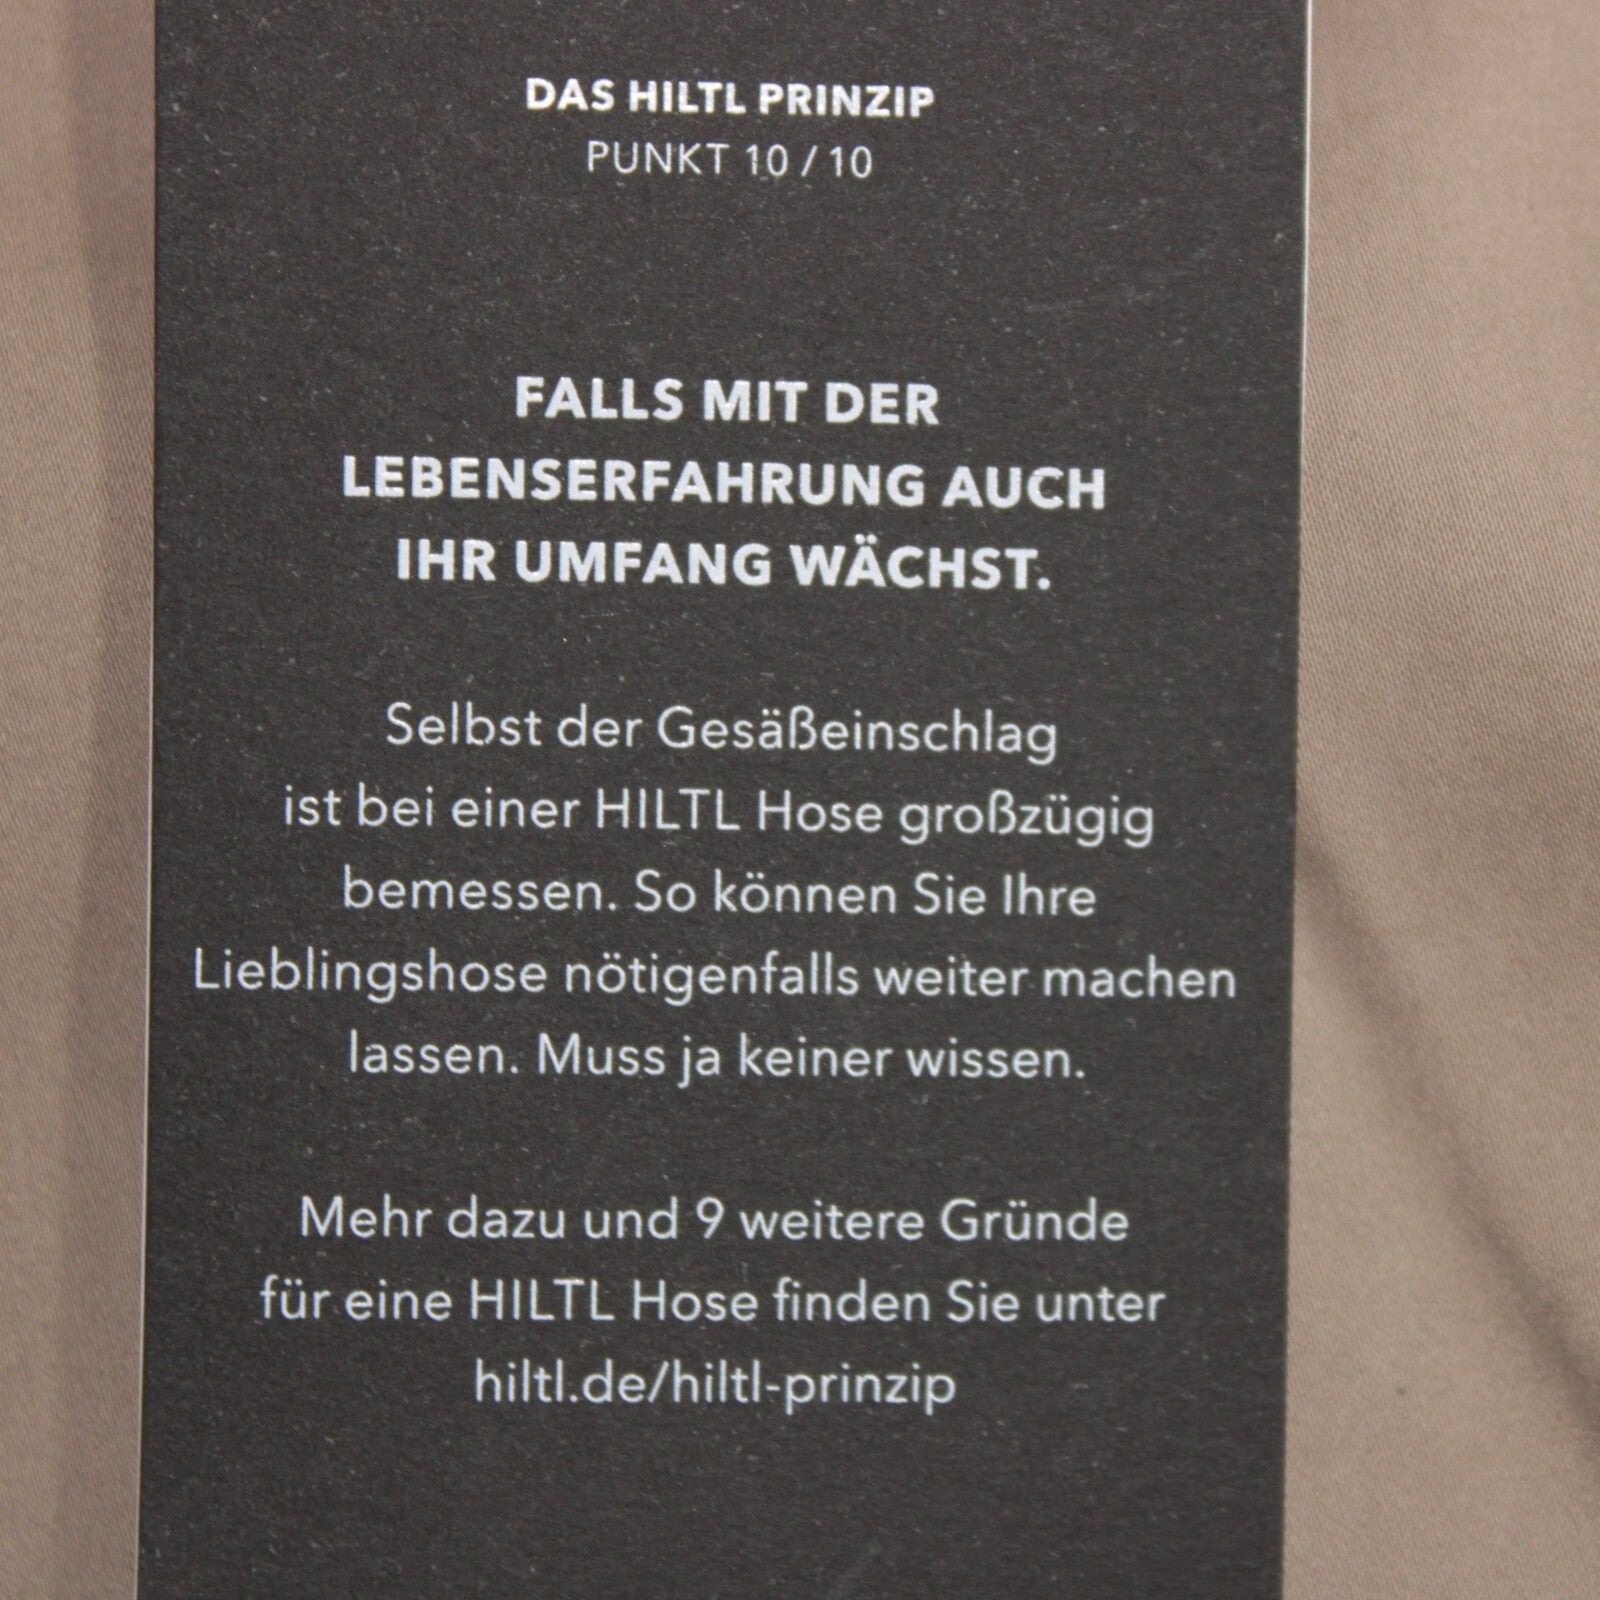 DAS HILTL PRINZIP
PUNKT 10 / 10
FALLS MIT DER
LEBENSERFAHRUNG AUCH
IHR UMFANG WÄCHST.
Selbst der Gesäßeinschlag
ist bei einer HILTL Hose großzügig
bemessen. So können Sie Ihre
Lieblingshose nötigenfalls weiter machen
lassen. Muss ja keiner wissen.
Mehr dazu und 9 weitere Gründe
für eine HILTL Hose finden Sie unter
hiltl.de/hiltl-prinzip